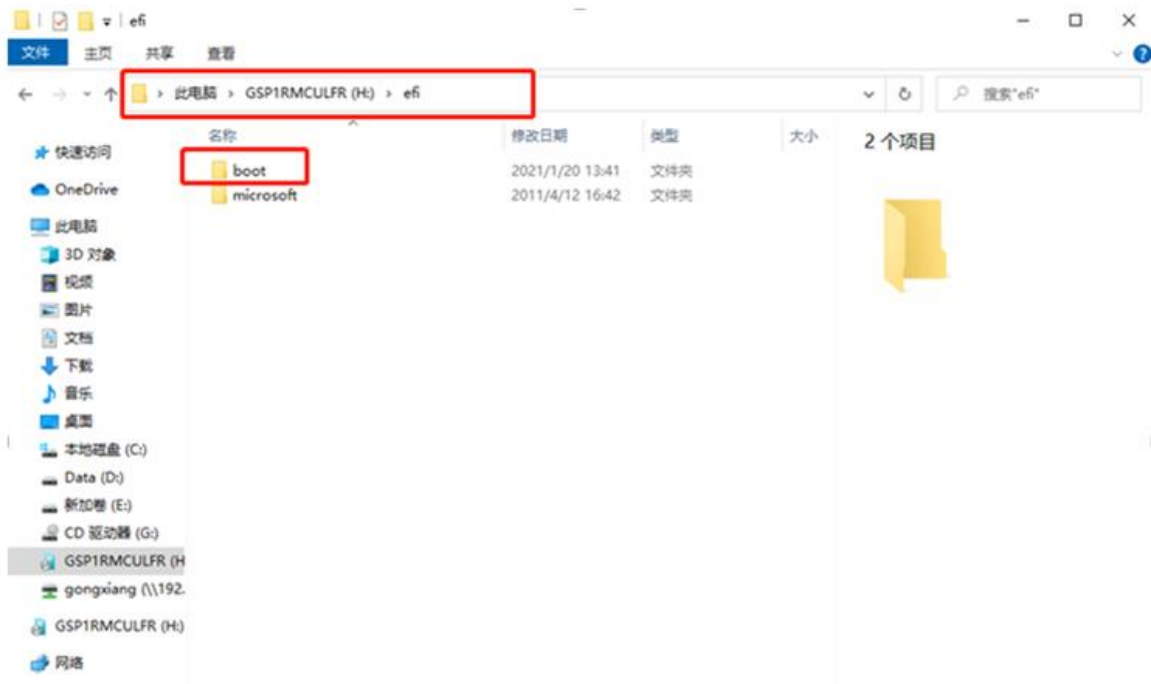 efi
文件 主页 共享 查看
此电脑 › GSP1RMCULFR (H:) › efi
搜索"efi"
名称 修改日期 类型 大小
boot 2021/1/20 13:41 文件夹
microsoft 2011/4/12 16:42 文件夹
2 个项目
快速访问
OneDrive
此电脑
3D 对象
视频
图片
文档
下载
音乐
桌面
本地磁盘 (C:)
Data (D:)
新加卷 (E:)
CD 驱动器 (G:)
GSP1RMCULFR (H
gongxiang (\\192.
GSP1RMCULFR (H:)
网络